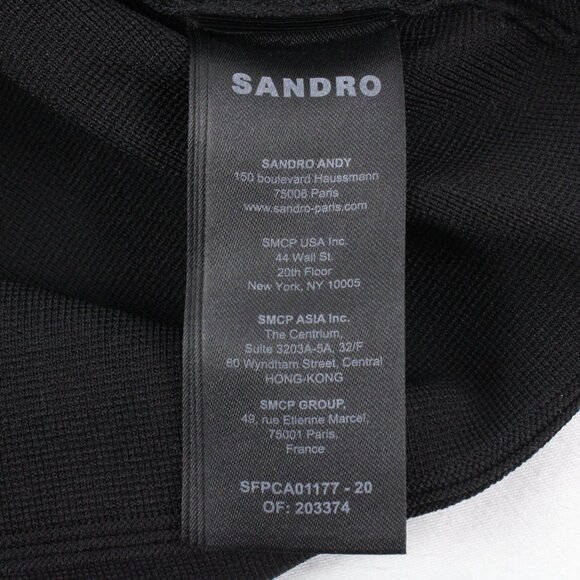 SANDRO
SANDRO ANDY
150 boulevard Haussmann
75008 Paris
www.sandro-paris.com
SMCP USA Inc.
44 Wall St.
20th Floor
New York, NY 10005
SMCP ASIA Inc.
The Centrium,
Suite 3203A-5A, 32/F
60 Wyndham Street, Central
HONG-KONG
SMCP GROUP,
49, rue Etienne Marcel,
75001 Paris,
France
SFPCA01177 - 20
OF: 203374